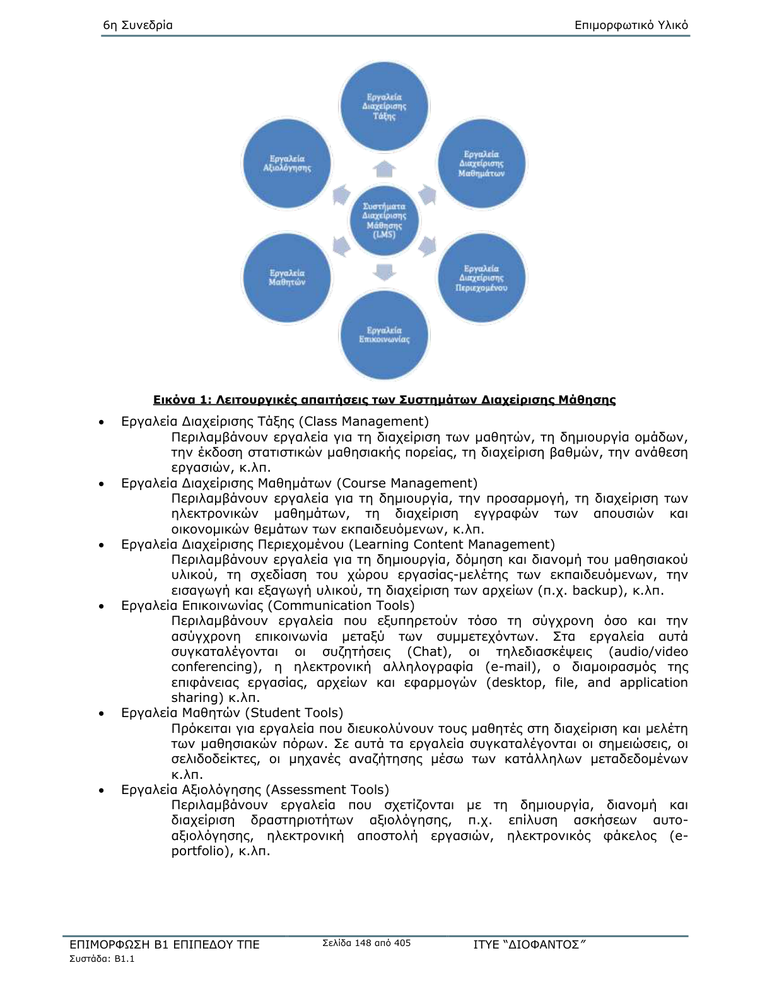 6η Συνεδρία Επιμορφωτικό Υλικό
Εργαλεία
Διαχείρισης
Τάξης
Εργαλεία
Αξιολόγησης
Εργαλεία
Διαχείρισης
Μαθημάτων
Συστήματα
Διαχείρισης
Μάθησης
(LMS)
Εργαλεία
Μαθητών
Εργαλεία
Διαχείρισης
Περιεχομένου
Εργαλεία
Επικοινωνίας
Εικόνα 1: Λειτουργικές απαιτήσεις των Συστημάτων Διαχείρισης Μάθησης
• Εργαλεία Διαχείρισης Τάξης (Class Management)
Περιλαμβάνουν εργαλεία για τη διαχείριση των μαθητών, τη δημιουργία ομάδων,
την έκδοση στατιστικών μαθησιακής πορείας, τη διαχείριση βαθμών, την ανάθεση
εργασιών, κ.λπ.
• Εργαλεία Διαχείρισης Μαθημάτων (Course Management)
Περιλαμβάνουν εργαλεία για τη δημιουργία, την προσαρμογή, τη διαχείριση των
ηλεκτρονικών μαθημάτων, τη διαχείριση εγγραφών των απουσιών και
οικονομικών θεμάτων των εκπαιδευόμενων, κ.λπ.
• Εργαλεία Διαχείρισης Περιεχομένου (Learning Content Management)
Περιλαμβάνουν εργαλεία για τη δημιουργία, δόμηση και διανομή του μαθησιακού
υλικού, τη σχεδίαση του χώρου εργασίας-μελέτης των εκπαιδευόμενων, την
εισαγωγή και εξαγωγή υλικού, τη διαχείριση των αρχείων (π.χ. backup), κ.λπ.
• Εργαλεία Επικοινωνίας (Communication Tools)
Περιλαμβάνουν εργαλεία που εξυπηρετούν τόσο τη σύγχρονη όσο και την
ασύγχρονη επικοινωνία μεταξύ των συμμετεχόντων. Στα εργαλεία αυτά
συγκαταλέγονται οι συζητήσεις (Chat), οι τηλεδιασκέψεις (audio/video
conferencing), η ηλεκτρονική αλληλογραφία (e-mail), ο διαμοιρασμός της
επιφάνειας εργασίας, αρχείων και εφαρμογών (desktop, file, and application
sharing) κ.λπ.
• Εργαλεία Μαθητών (Student Tools)
Πρόκειται για εργαλεία που διευκολύνουν τους μαθητές στη διαχείριση και μελέτη
των μαθησιακών πόρων. Σε αυτά τα εργαλεία συγκαταλέγονται οι σημειώσεις, οι
σελιδοδείκτες, οι μηχανές αναζήτησης μέσω των κατάλληλων μεταδεδομένων
κ.λπ.
• Εργαλεία Αξιολόγησης (Assessment Tools)
Περιλαμβάνουν εργαλεία που σχετίζονται με τη δημιουργία, διανομή και
διαχείριση δραστηριοτήτων αξιολόγησης, π.χ. επίλυση ασκήσεων αυτο-
αξιολόγησης, ηλεκτρονική αποστολή εργασιών, ηλεκτρονικός φάκελος (e-
portfolio), κ.λπ.
ΕΠΙΜΟΡΦΩΣΗ Β1 ΕΠΙΠΕΔΟΥ ΤΠΕ Σελίδα 148 από 405 ΙΤΥΕ “ΔΙΟΦΑΝΤΟΣ”
Συστάδα: Β1.1